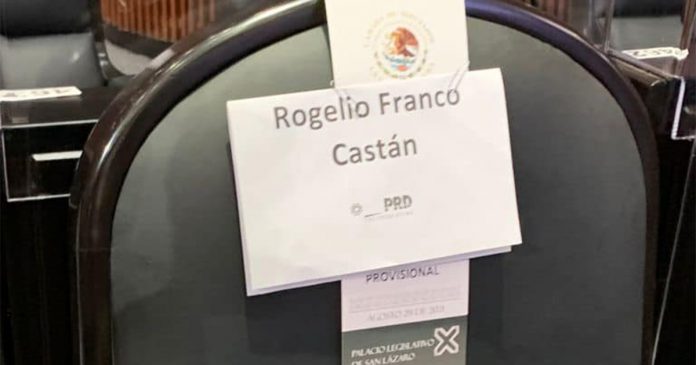 Rogelio Franco
Castán
PRD
PROVISIONAL
PALACIO LEGISLATIVO
DE SAN LÁZARO